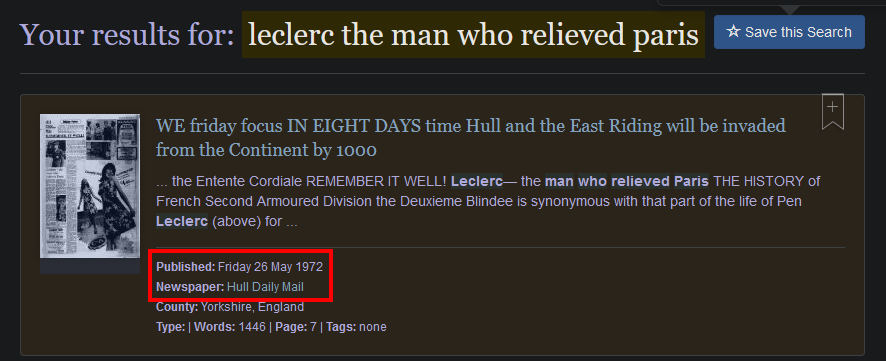 Your results for: leclerc the man who relieved paris
☆ Save this Search
WE friday focus IN EIGHT DAYS time Hull and the East Riding will be invaded
from the Continent by 1000
... the Entente Cordiale REMEMBER IT WELL! Leclerc— the man who relieved Paris THE HISTORY of
French Second Armoured Division the Deuxieme Blindee is synonymous with that part of the life of Pen
Leclerc (above) for ...
Published: Friday 26 May 1972
Newspaper: Hull Daily Mail
County: Yorkshire, England
Type: | Words: 1446 | Page: 7 | Tags: none